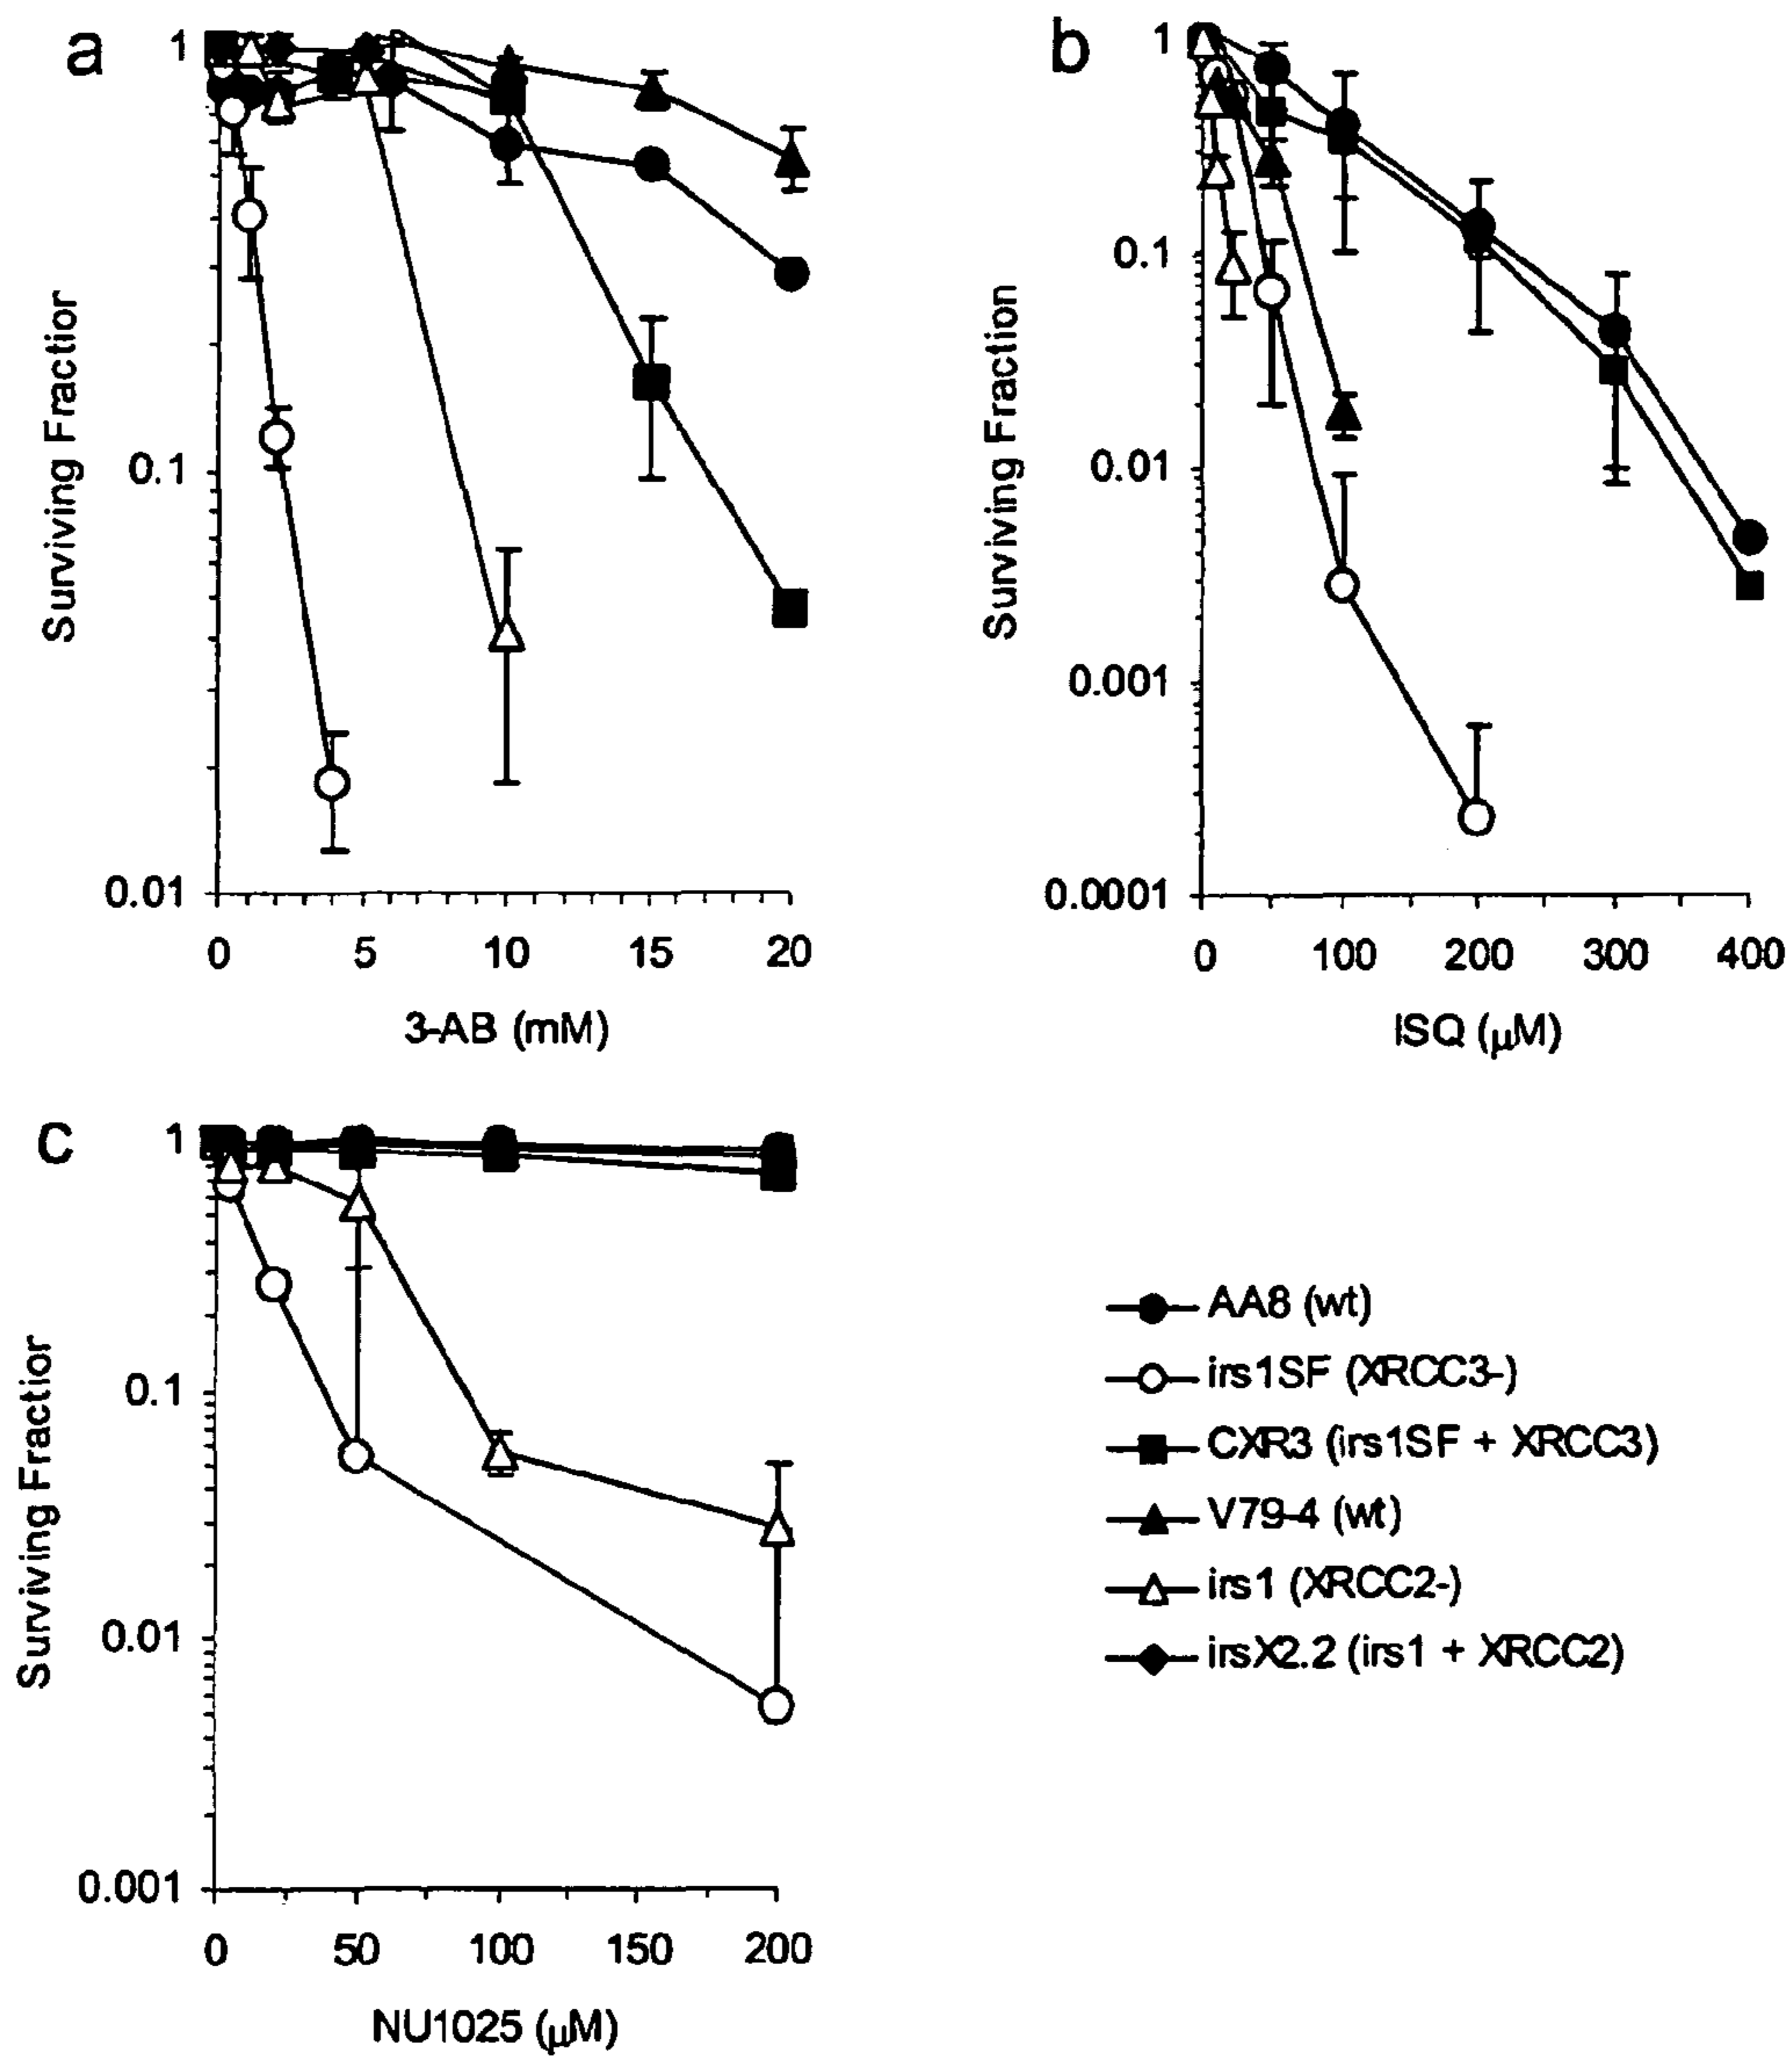 a
1
0.1
0.01
Surviving Fractior
0 5 10 15 20
3-AB (mM)
b
1
0.1
0.01
0.001
0.0001
Surviving Fraction
0 100 200 300 400
ISQ (μM)
c
1
0.1
0.01
0.001
Surviving Fractior
0 50 100 150 200
NU1025 (μM)
AA8 (wt)
irs1SF (XRCC3-)
CXR3 (irs1SF + XRCC3)
V79-4 (wt)
irs1 (XRCC2-)
irsX2.2 (irs1 + XRCC2)